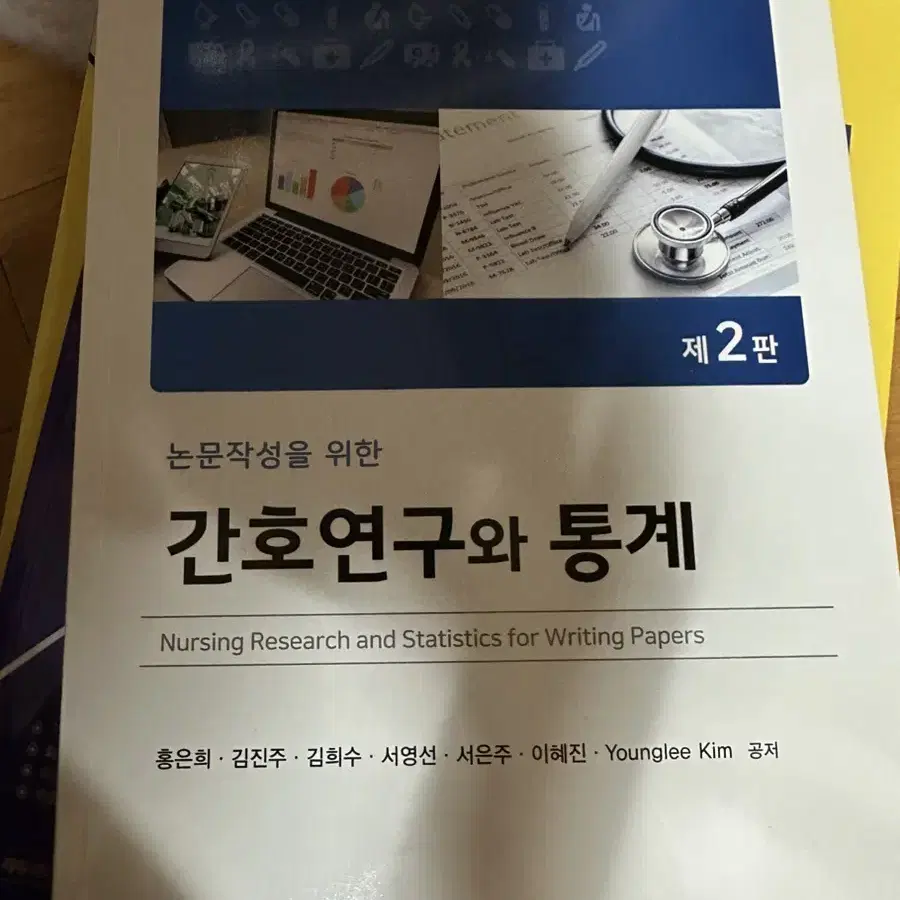 제2판
논문작성을 위한
간호연구와 통계
Nursing Research and Statistics for Writing Papers
홍은희 · 김진주 · 김희수 · 서영선 · 서은주 · 이혜진 · Younglee Kim 공저